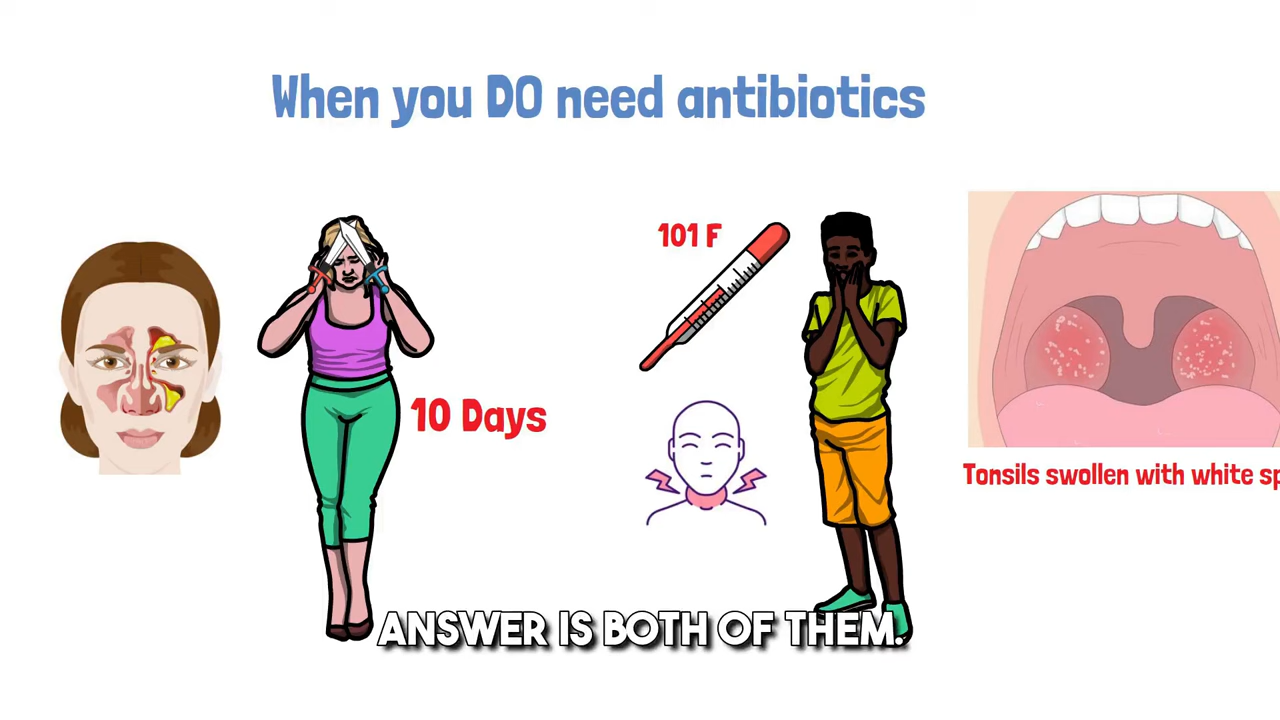 When you DO need antibiotics
101 F
10 Days
Tonsils swollen with white
ANSWER IS BOTH OF THEM.